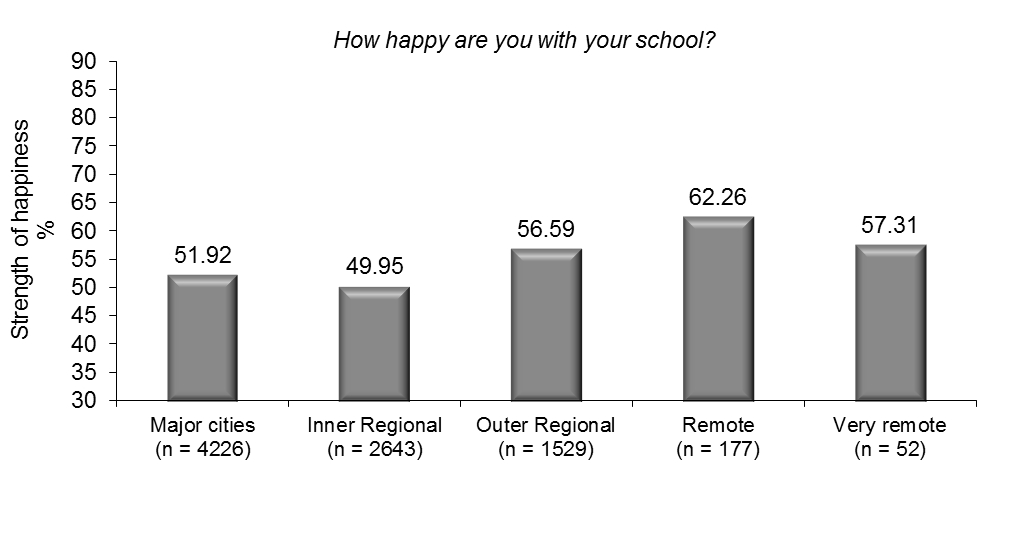 How happy are you with your school?
Strength of happiness
%
90
85
80
75
70
65
60
55
50
45
40
35
30
51.92
49.95
56.59
62.26
57.31
Major cities
(n = 4226)
Inner Regional
(n = 2643)
Outer Regional
(n = 1529)
Remote
(n = 177)
Very remote
(n = 52)